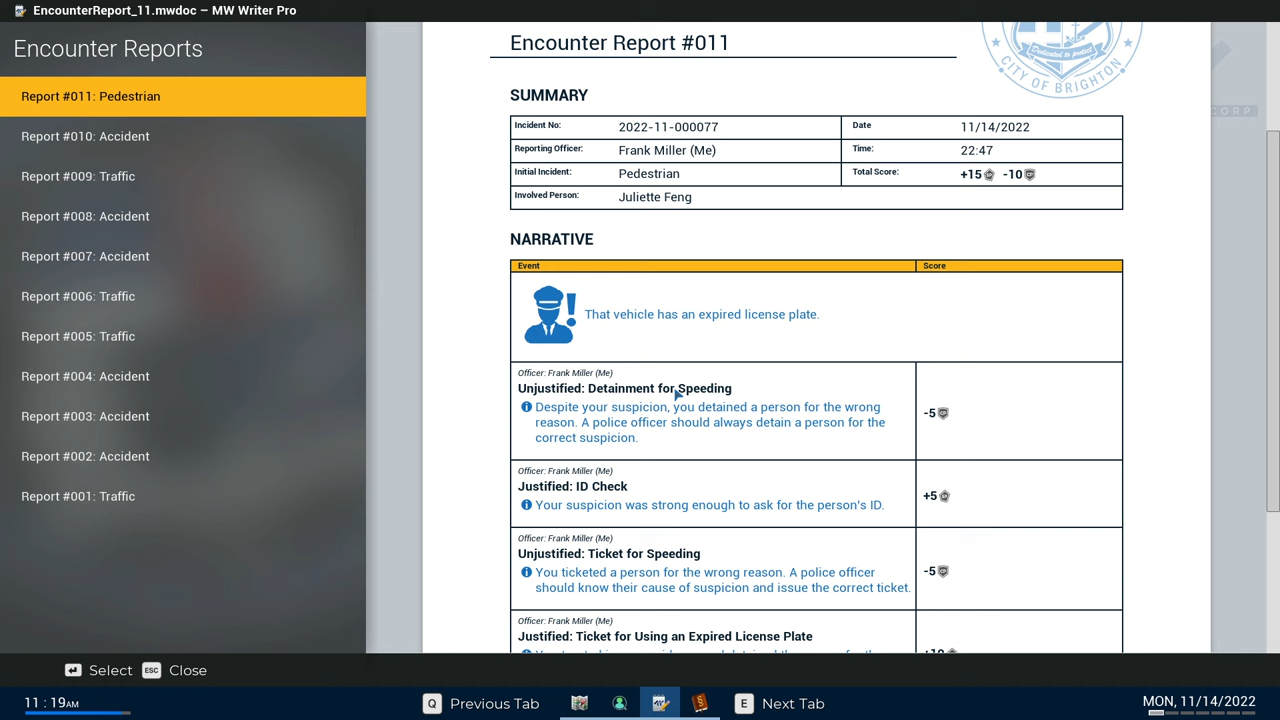 EncounterReport_11.mwdoc – MW Writer Pro
Encounter Reports
Report #011: Pedestrian
Report #010: Accident
Report #009: Traffic
Report #008: Accident
Report #007: Accident
Report #006: Traffic
Report #005: Traffic
Report #004: Accident
Report #003: Accident
Report #002: Accident
Report #001: Traffic
Encounter Report #011
Dedicated to protect
CITY OF BRIGHTON
CORP.
SUMMARY
Incident No: 2022-11-000077 Date 11/14/2022
Reporting Officer: Frank Miller (Me) Time: 22:47
Initial Incident: Pedestrian Total Score: +15 -10
Involved Person: Juliette Feng
NARRATIVE
Event Score
That vehicle has an expired license plate.
Officer: Frank Miller (Me)
Unjustified: Detainment for Speeding
Despite your suspicion, you detained a person for the wrong
reason. A police officer should always detain a person for the
correct suspicion.
-5
Officer: Frank Miller (Me)
Justified: ID Check
Your suspicion was strong enough to ask for the person's ID.
+5
Officer: Frank Miller (Me)
Unjustified: Ticket for Speeding
You ticketed a person for the wrong reason. A police officer
should know their cause of suspicion and issue the correct ticket.
-5
Officer: Frank Miller (Me)
Justified: Ticket for Using an Expired License Plate
Select ESC Close
11 : 19AM
Q Previous Tab
E Next Tab
MON, 11/14/2022